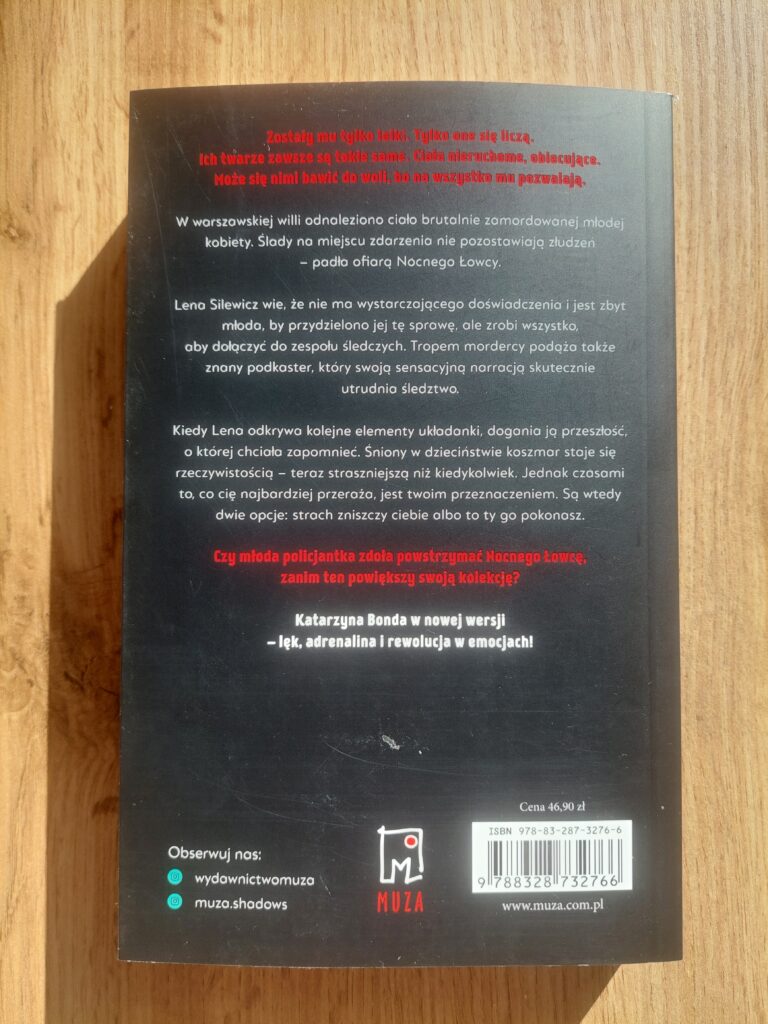 Zostały mu tylko lalki. Tylko one się liczą.
Ich twarze zawsze są takie same. Ciała nieruchome, obiecujące.
Może się nimi bawić do woli, bo na wszystko mu pozwalają.
W warszawskiej willi odnaleziono ciało brutalnie zamordowanej młodej
kobiety. Ślady na miejscu zdarzenia nie pozostawiają złudzeń
– padła ofiarą Nocnego Łowcy.
Lena Silewicz wie, że nie ma wystarczającego doświadczenia i jest zbyt
młoda, by przydzielono jej tę sprawę, ale zrobi wszystko,
aby dołączyć do zespołu śledczych. Tropem mordercy podąża także
znany podkaster, który swoją sensacyjną narracją skutecznie
utrudnia śledztwo.
Kiedy Lena odkrywa kolejne elementy układanki, dogania ją przeszłość,
o której chciała zapomnieć. Śniony w dzieciństwie koszmar staje się
rzeczywistością – teraz straszniejszą niż kiedykolwiek. Jednak czasami
to, co cię najbardziej przeraża, jest twoim przeznaczeniem. Są wtedy
dwie opcje: strach zniszczy ciebie albo to ty go pokonasz.
Czy młoda policjantka zdoła powstrzymać Nocnego Łowcę,
zanim ten powiększy swoją kolekcję?
Katarzyna Bonda w nowej wersji
– lęk, adrenalina i rewolucja w emocjach!
Obserwuj nas:
wydawnictwomuza
muza.shadows
M
MUZA
Cena 46,90 zł
ISBN 978-83-287-3276-6
9 788328 732766
www.muza.com.pl